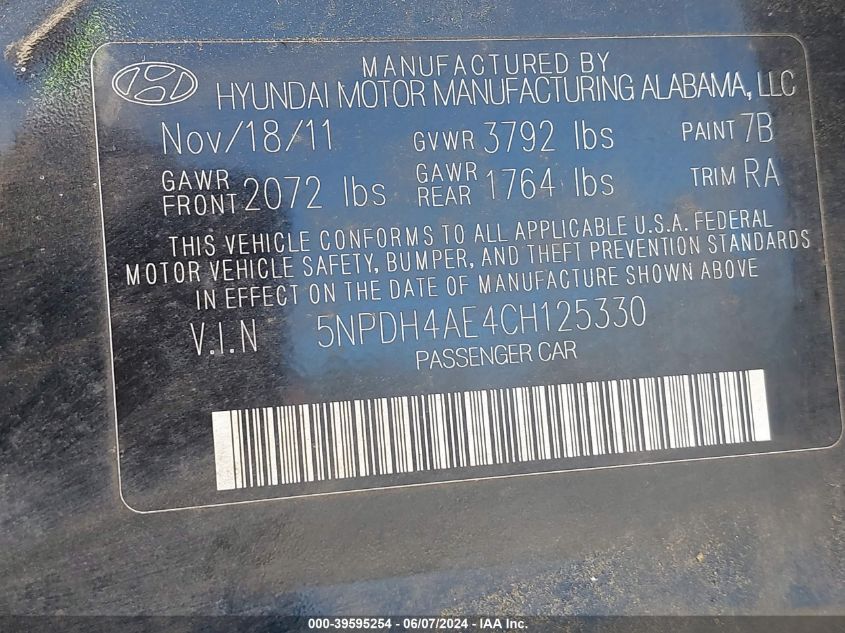 MANUFACTURED BY
HYUNDAI MOTOR MANUFACTURING ALABAMA, LLC
Nov/18/11 GVWR 3792 lbs PAINT 7B
GAWR FRONT 2072 lbs GAWR REAR 1764 lbs TRIM RA
THIS VEHICLE CONFORMS TO ALL APPLICABLE U.S.A. FEDERAL
MOTOR VEHICLE SAFETY, BUMPER, AND THEFT PREVENTION STANDARDS
IN EFFECT ON THE DATE OF MANUFACTURE SHOWN ABOVE
V.I.N 5NPDH4AE4CH125330
PASSENGER CAR
000-39595254 - 06/07/2024 - IAA Inc.